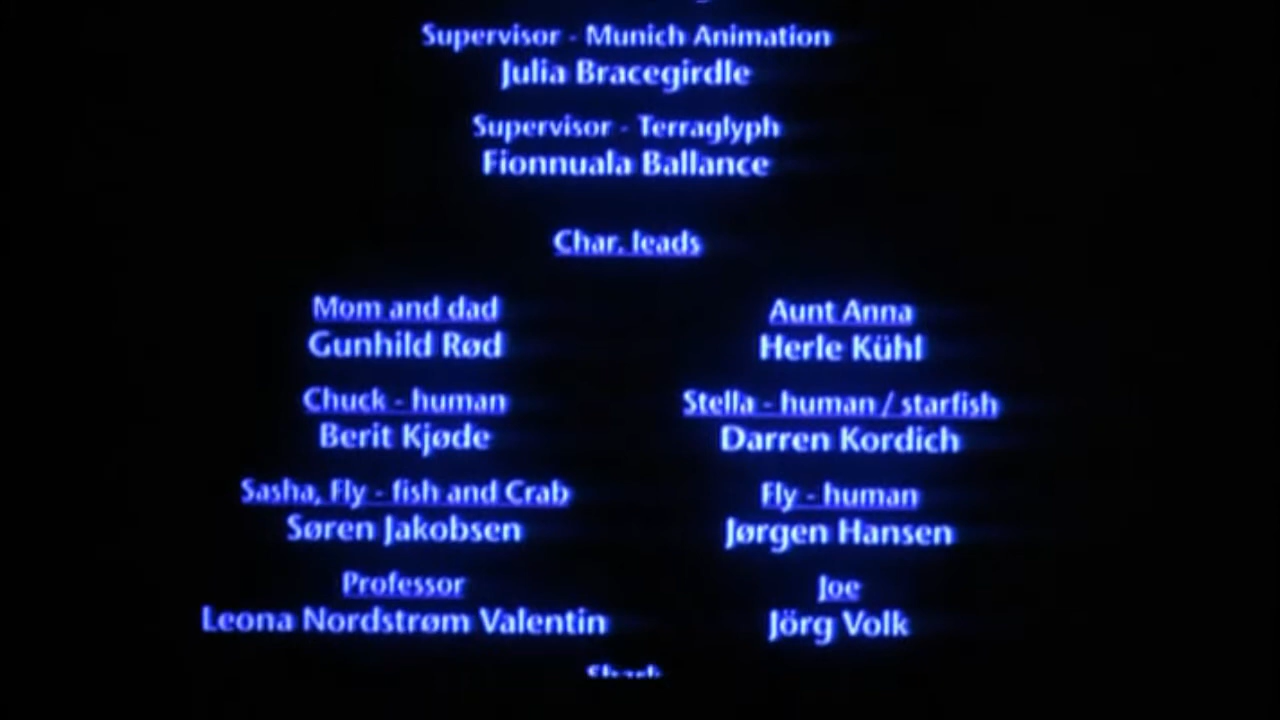 Supervisor - Munich Animation
Julia Bracegirdle
Supervisor - Terraglyph
Fionnuala Ballance
Char. leads
Mom and dad
Gunhild Rød
Aunt Anna
Herle Kühl
Chuck - human
Berit Kjøde
Stella - human / starfish
Darren Kordich
Sasha, Fly - fish and Crab
Søren Jakobsen
Fly - human
Jørgen Hansen
Professor
Leona Nordstrøm Valentin
Joe
Jörg Volk